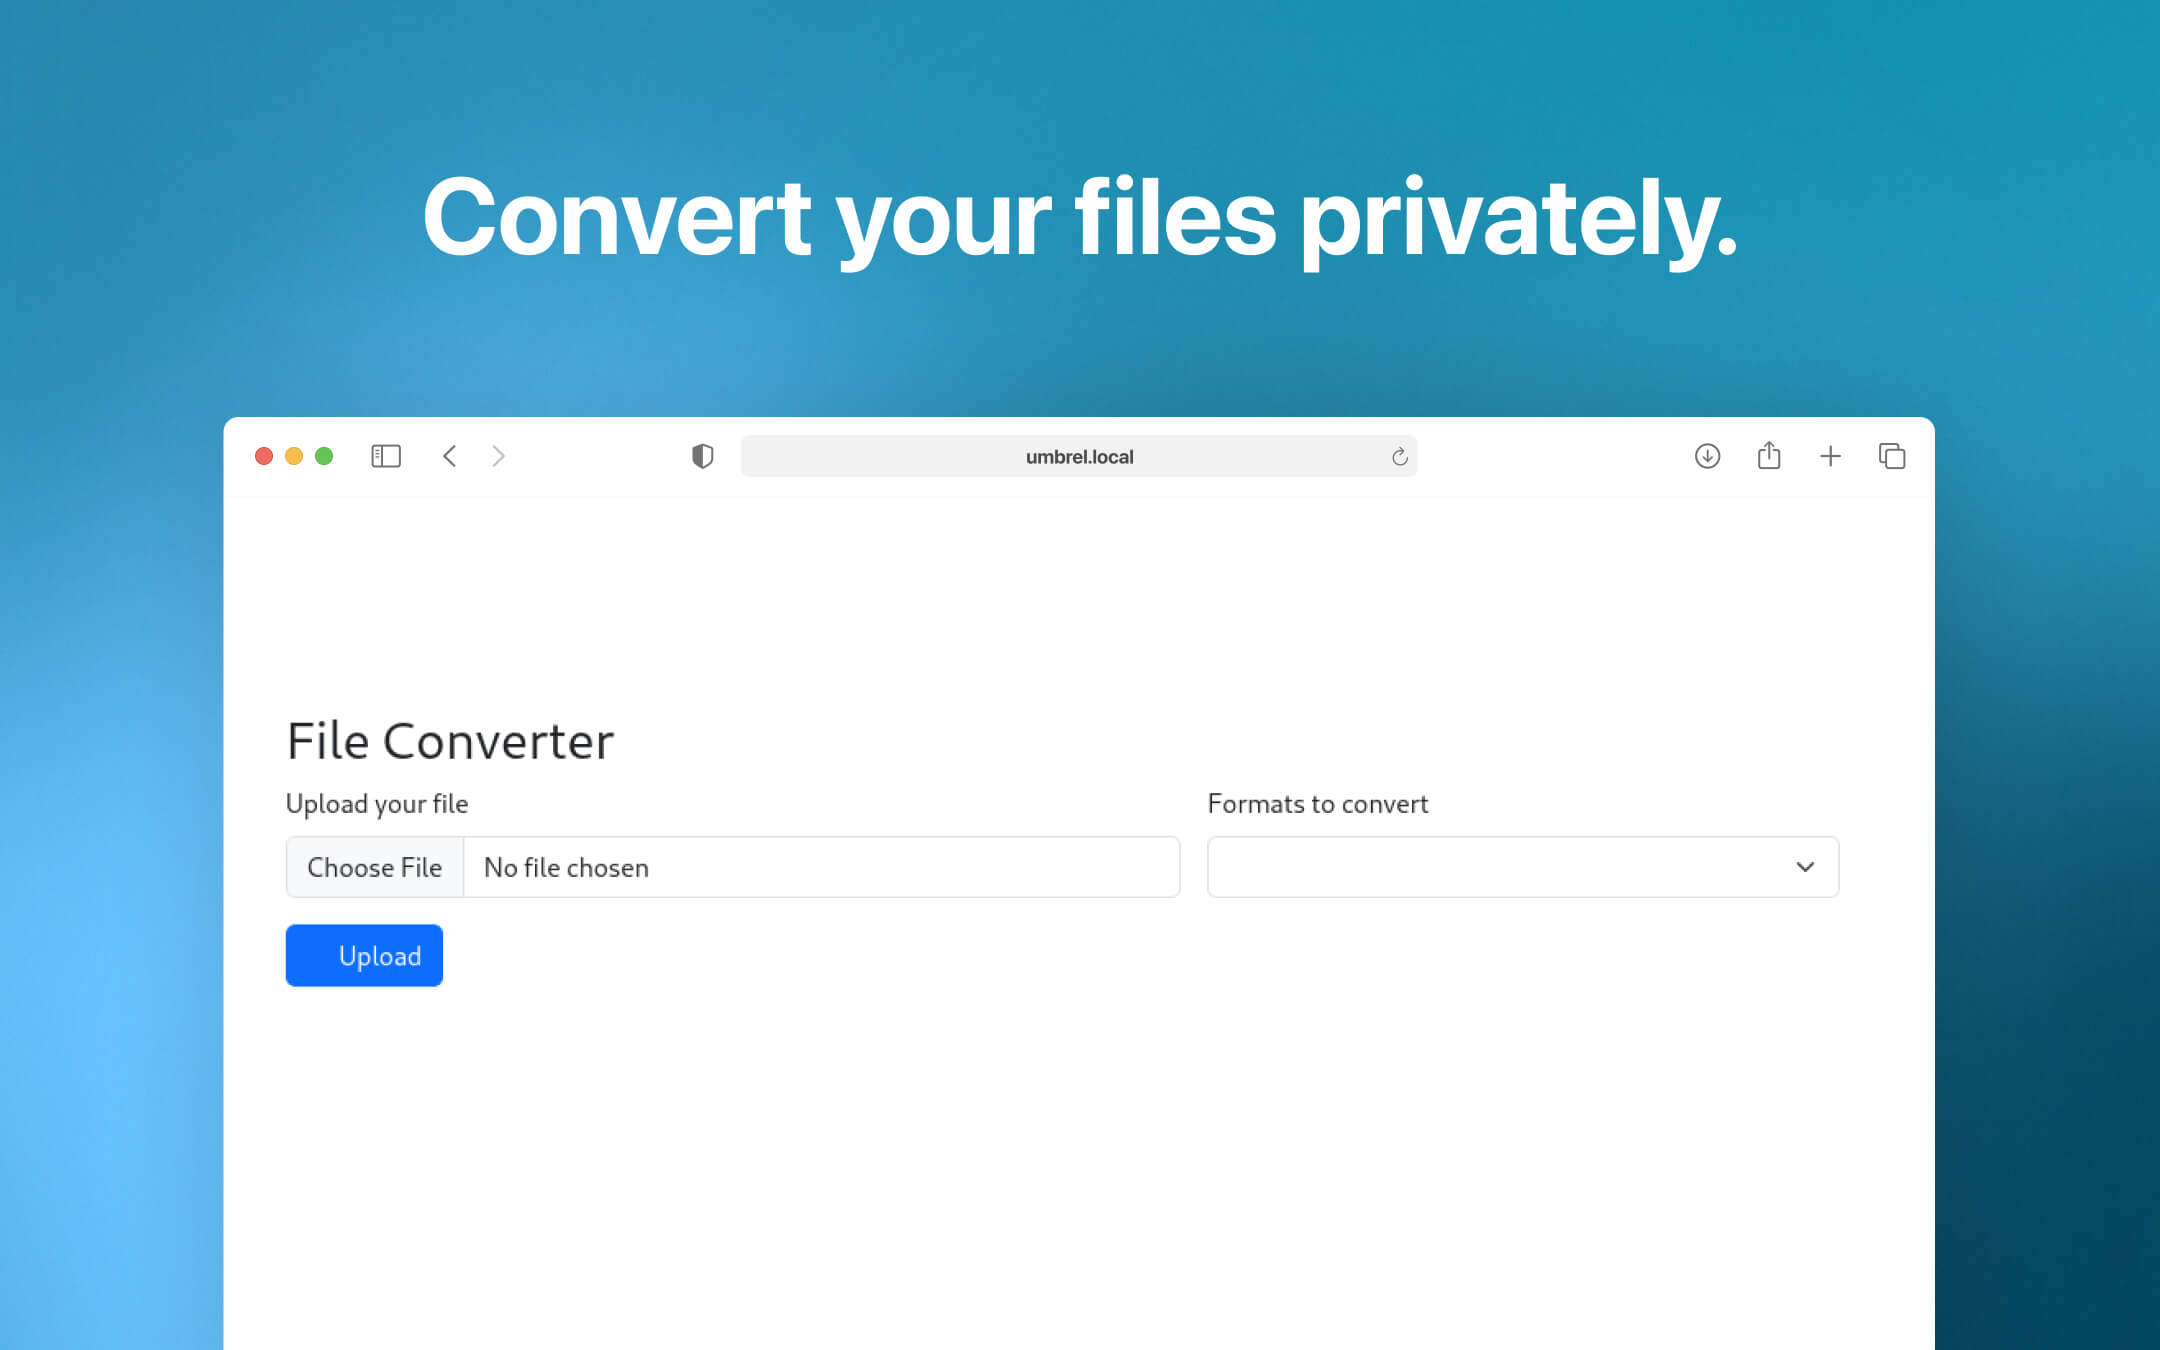 Convert your files privately.
umbrel.local
File Converter
Upload your file
Formats to convert
Choose File
No file chosen
Upload